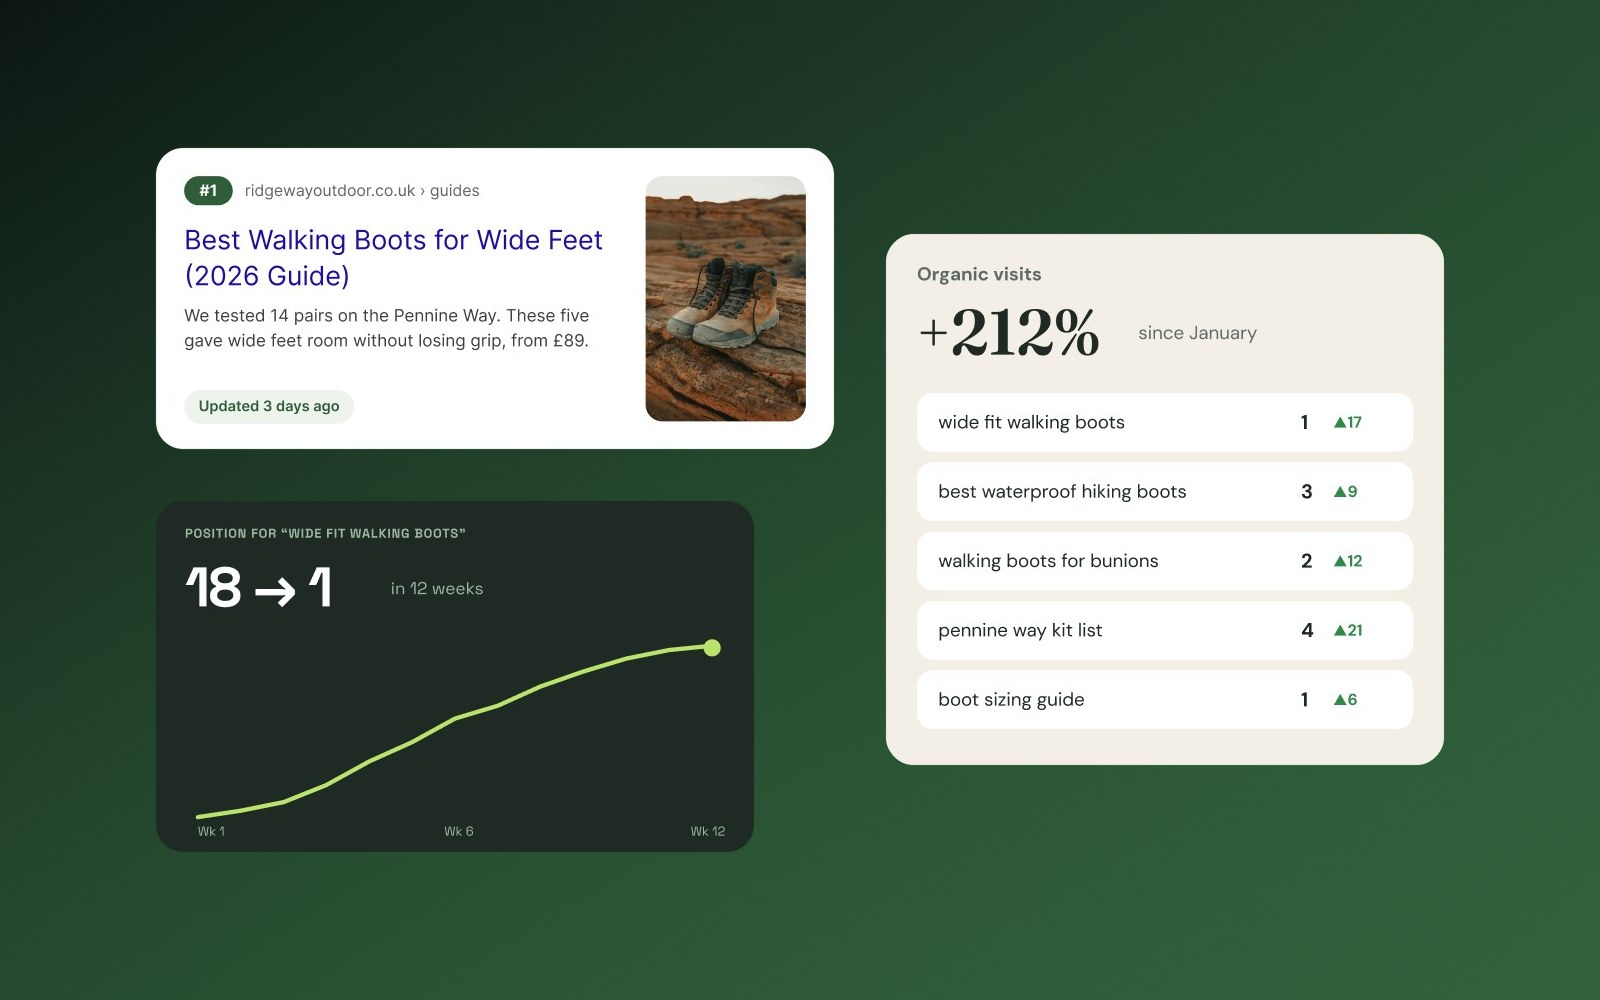 #1 ridgewayoutdoor.co.uk › guides
Best Walking Boots for Wide Feet
(2026 Guide)
We tested 14 pairs on the Pennine Way. These five
gave wide feet room without losing grip, from £89.
Updated 3 days ago
POSITION FOR “WIDE FIT WALKING BOOTS”
18 → 1 in 12 weeks
Wk 1 Wk 6 Wk 12
Organic visits
+212% since January
wide fit walking boots 1 ▲17
best waterproof hiking boots 3 ▲9
walking boots for bunions 2 ▲12
pennine way kit list 4 ▲21
boot sizing guide 1 ▲6